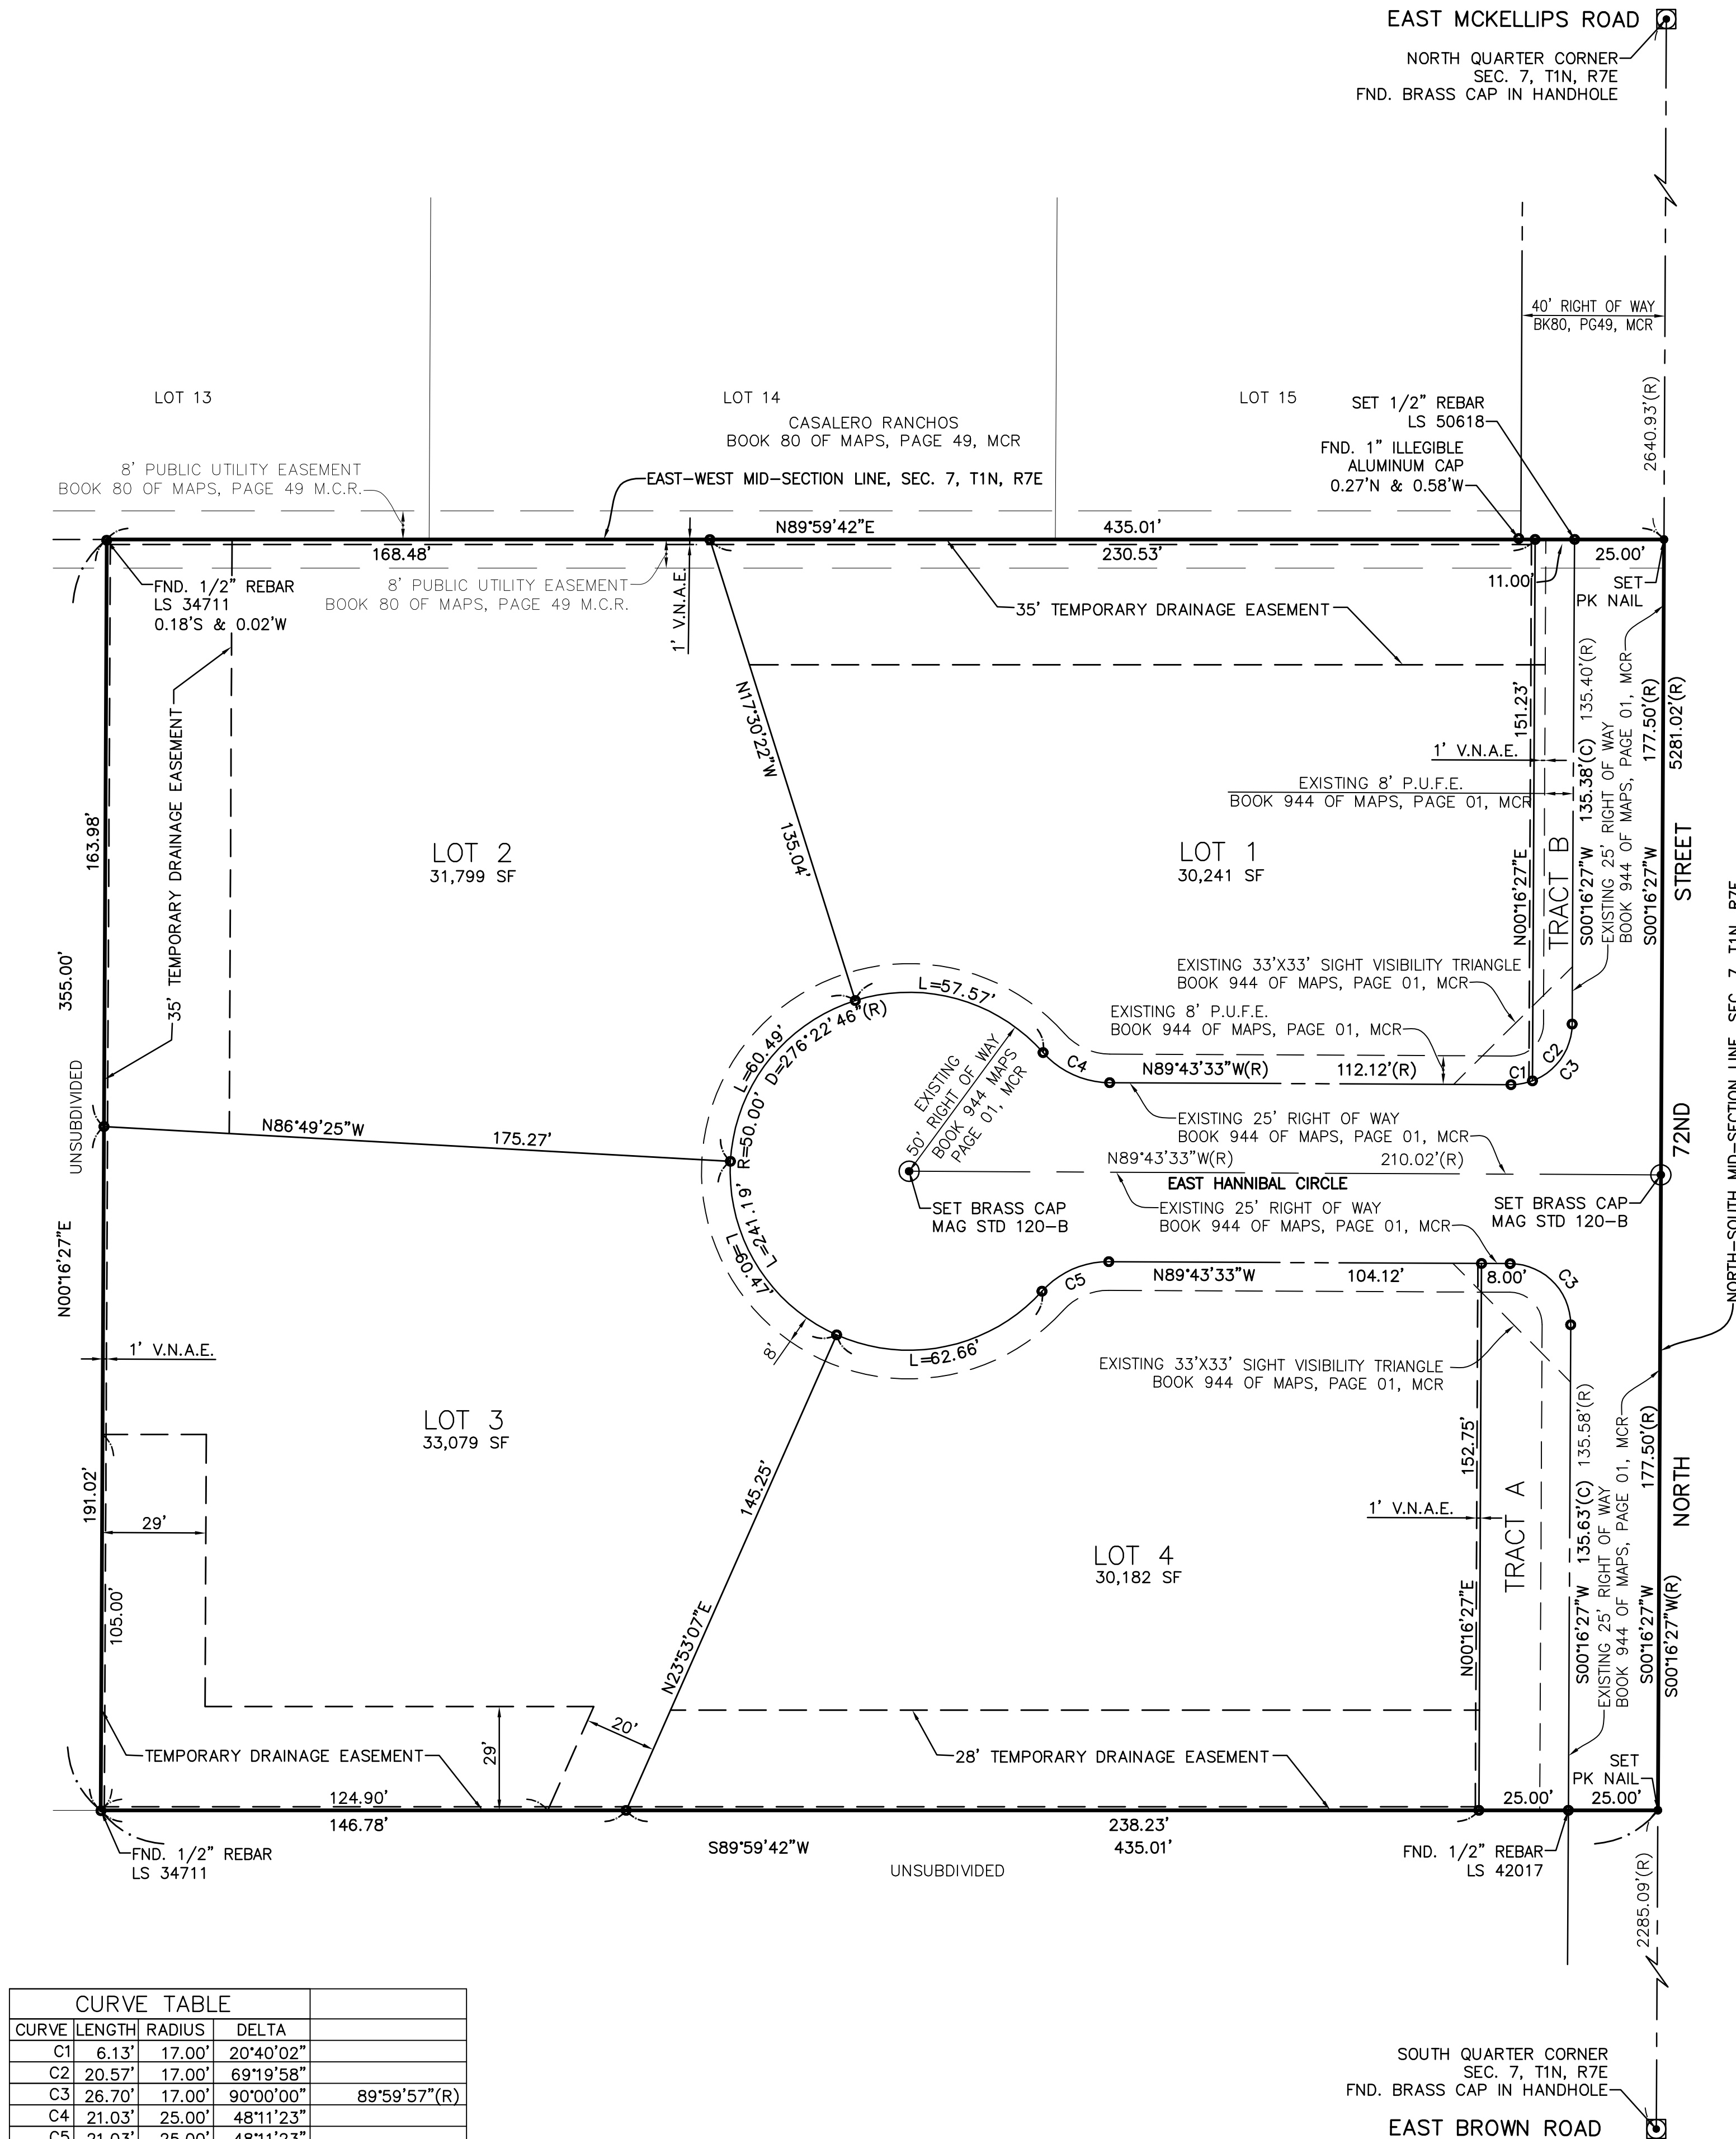 EAST MCKELLIPS ROAD
NORTH QUARTER CORNER
SEC. 7, T1N, R7E
FND. BRASS CAP IN HANDHOLE
40' RIGHT OF WAY
BK80, PG49, MCR
2640.93'(R)
LOT 13
LOT 14
LOT 15
CASALERO RANCHOS
BOOK 80 OF MAPS, PAGE 49, MCR
SET 1/2" REBAR
LS 50618
FND. 1" ILLEGIBLE
ALUMINUM CAP
0.27'N & 0.58'W
8' PUBLIC UTILITY EASEMENT
BOOK 80 OF MAPS, PAGE 49 M.C.R.
EAST-WEST MID-SECTION LINE, SEC. 7, T1N, R7E
N89°59'42"E
435.01'
168.48'
230.53'
25.00'
11.00'
SET
PK NAIL
FND. 1/2" REBAR
LS 34711
0.18'S & 0.02'W
8' PUBLIC UTILITY EASEMENT
BOOK 80 OF MAPS, PAGE 49 M.C.R.
1' V.N.A.E.
35' TEMPORARY DRAINAGE EASEMENT
35' TEMPORARY DRAINAGE EASEMENT
163.98'
355.00'
UNSUBDIVIDED
N00°16'27"E
LOT 2
31,799 SF
N17°30'22"W
135.04'
LOT 1
30,241 SF
151.23'
N00°16'27"E
1' V.N.A.E.
EXISTING 8' P.U.F.E.
BOOK 944 OF MAPS, PAGE 01, MCR
TRACT B
S00°16'27"W 135.38'(C) 135.40'(R)
EXISTING 25' RIGHT OF WAY
BOOK 944 OF MAPS, PAGE 01, MCR
S00°16'27"W
177.50'(R)
5281.02'(R)
STREET
NORTH-SOUTH MID-SECTION LINE, SEC. 7, T1N, R7E
EXISTING 33'X33' SIGHT VISIBILITY TRIANGLE
BOOK 944 OF MAPS, PAGE 01, MCR
EXISTING 8' P.U.F.E.
BOOK 944 OF MAPS, PAGE 01, MCR
L=57.57'
L=60.49'
D=276°22'46"(R)
R=50.00'
L=241.19'
L=60.47'
L=62.66'
8'
EXISTING
50' RIGHT OF WAY
BOOK 944 MAPS
PAGE 01, MCR
C4
N89°43'33"W(R)
112.12'(R)
C1
C2
C3
EXISTING 25' RIGHT OF WAY
BOOK 944 OF MAPS, PAGE 01, MCR
N86°49'25"W
175.27'
N89°43'33"W(R)
210.02'(R)
EAST HANNIBAL CIRCLE
72ND
SET BRASS CAP
MAG STD 120-B
EXISTING 25' RIGHT OF WAY
BOOK 944 OF MAPS, PAGE 01, MCR
SET BRASS CAP
MAG STD 120-B
C5
N89°43'33"W
104.12'
8.00'
C3
1' V.N.A.E.
EXISTING 33'X33' SIGHT VISIBILITY TRIANGLE
BOOK 944 OF MAPS, PAGE 01, MCR
LOT 3
33,079 SF
191.02'
29'
105.00'
145.25'
N23°53'07"E
152.75'
N00°16'27"E
1' V.N.A.E.
LOT 4
30,182 SF
TRACT A
S00°16'27"W 135.63'(C) 135.58'(R)
EXISTING 25' RIGHT OF WAY
BOOK 944 OF MAPS, PAGE 01, MCR
S00°16'27"W
177.50'(R)
S00°16'27"W(R)
NORTH
20'
29'
TEMPORARY DRAINAGE EASEMENT
28' TEMPORARY DRAINAGE EASEMENT
SET
PK NAIL
124.90'
146.78'
238.23'
25.00'
25.00'
S89°59'42"W
435.01'
FND. 1/2" REBAR
LS 34711
UNSUBDIVIDED
FND. 1/2" REBAR
LS 42017
2285.09'(R)
CURVE TABLE
CURVE LENGTH RADIUS DELTA
C1 6.13' 17.00' 20°40'02"
C2 20.57' 17.00' 69°19'58"
C3 26.70' 17.00' 90°00'00" 89°59'57"(R)
C4 21.03' 25.00' 48°11'23"
C5 21.03' 25.00' 48°11'23"
SOUTH QUARTER CORNER
SEC. 7, T1N, R7E
FND. BRASS CAP IN HANDHOLE
EAST BROWN ROAD